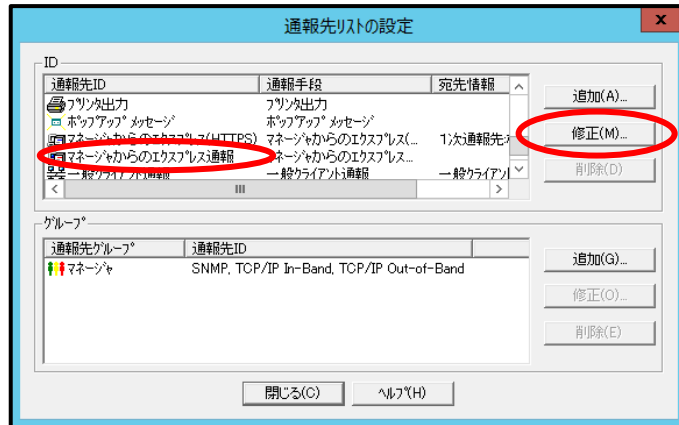 通報先リストの設定
x
ID
通報先ID 通報手段 宛先情報
プリンタ出力 プリンタ出力
ポップアップ メッセージ ポップアップ メッセージ
マネージャからのエクスプレス(HTTPS) マネージャからのエクスプレス(... 1次通報先:
マネージャからのエクスプレス通報 マネージャからのエクスプレス...
一般クライアント通報 一般クライアント通報 一般クライアン
追加(A)...
修正(M)...
削除(D)
グループ
通報先グループ 通報先ID
マネージャ SNMP, TCP/IP In-Band, TCP/IP Out-of-Band
追加(G)...
修正(O)...
削除(E)
閉じる(C) ヘルプ(H)